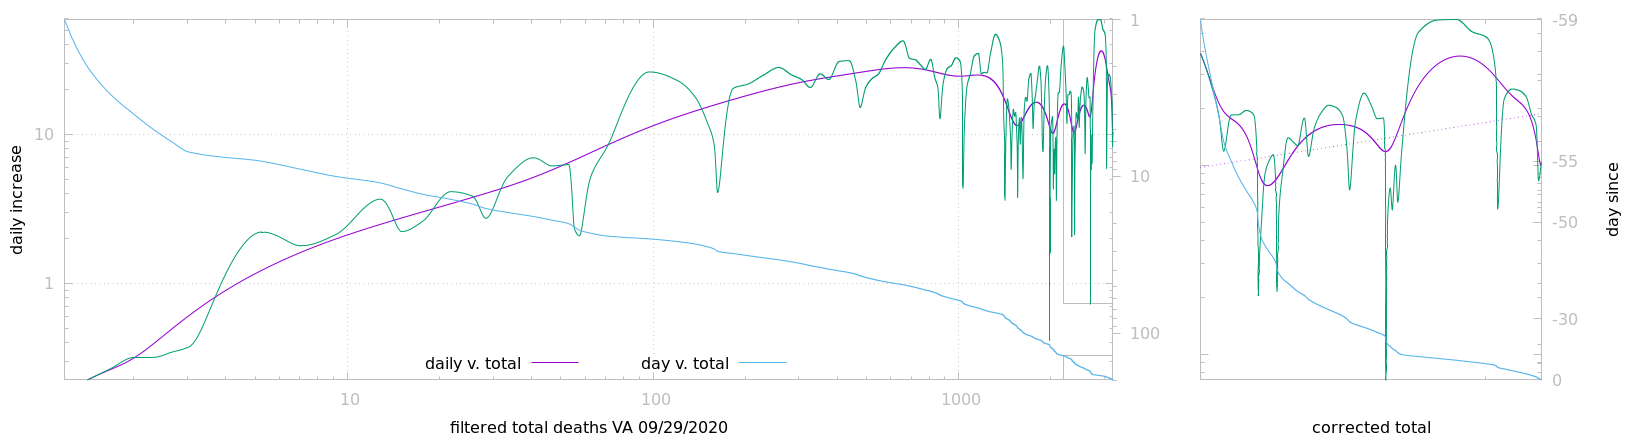 daily increase
10
1
daily v. total
day v. total
10
100
1000
filtered total deaths VA 09/29/2020
1
10
100
-59
-55
-50
-30
0
day since
corrected total